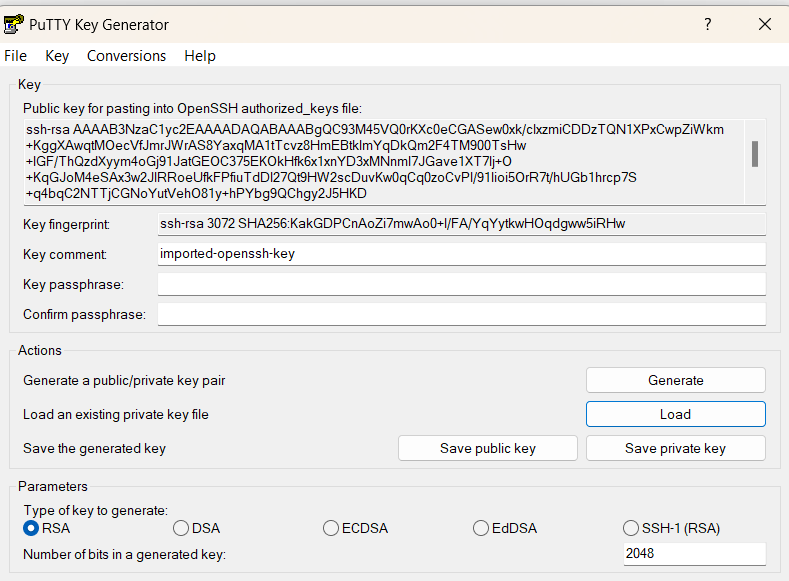 PuTTY Key Generator
File Key Conversions Help
Key
Public key for pasting into OpenSSH authorized_keys file:
ssh-rsa AAAAB3NzaC1yc2EAAAADAQABAAABgQC93M45VQ0rKXc0eCGASew0xk/clxzmiCDDzTQN1XPxCwpZiWkm
+KggXAwqtMOecVfJmrJWrAS8YaxqMA1tTcvz8HmEBtklmYqDkQm2F4TM900TsHw
+lGF/ThQzdXyym4oGj91JatGEOC375EKOkHfk6x1xnYD3xMNnmI7JGave1XT7lj+O
+KqGJoM4eSAx3w2JlRRoeUfkFPfiuTdDl27Qt9HW2scDuvKw0qCq0zoCvPl/91lioi5OrR7t/hUGb1hrcp7S
+q4bqC2NTTjCGNoYutVehO81y+hPYbg9QChgy2J5HKD
Key fingerprint: ssh-rsa 3072 SHA256:KakGDPCnAoZi7mwAo0+I/FA/YqYytkwHOqdgww5iRHw
Key comment: imported-openssh-key
Key passphrase:
Confirm passphrase:
Actions
Generate a public/private key pair Generate
Load an existing private key file Load
Save the generated key Save public key Save private key
Parameters
Type of key to generate:
RSA DSA ECDSA EdDSA SSH-1 (RSA)
Number of bits in a generated key: 2048